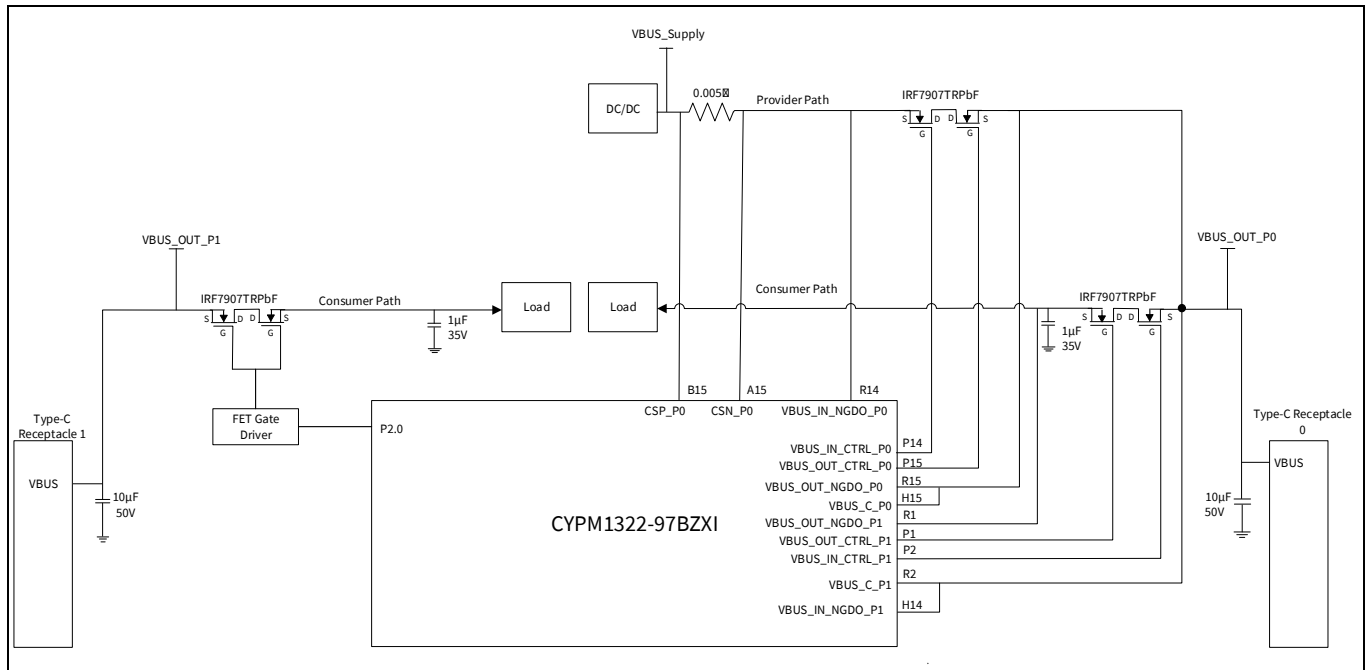 VBUS_Supply
DC/DC
0.005
Provider Path
IRF7907TRPbF
S
D
D
S
G
G
VBUS_OUT_P1
VBUS_OUT_P0
IRF7907TRPbF
Consumer Path
Load
Load
Consumer Path
IRF7907TRPbF
S
D
D
S
G
G
1µF
35V
S
D
D
S
G
G
1µF
35V
B15
A15
R14
CSP_P0
CSN_P0
VBUS_IN_NGDO_P0
FET Gate
Driver
P2.0
Type-C
Receptacle 1
VBUS
10µF
50V
CYPM1322-97BZXI
VBUS_IN_CTRL_P0
P14
VBUS_OUT_CTRL_P0
P15
VBUS_OUT_NGDO_P0
R15
VBUS_C_P0
H15
VBUS_OUT_NGDO_P1
R1
VBUS_OUT_CTRL_P1
P1
VBUS_IN_CTRL_P1
P2
VBUS_C_P1
R2
VBUS_IN_NGDO_P1
H14
Type-C Receptacle
0
VBUS
10µF
50V